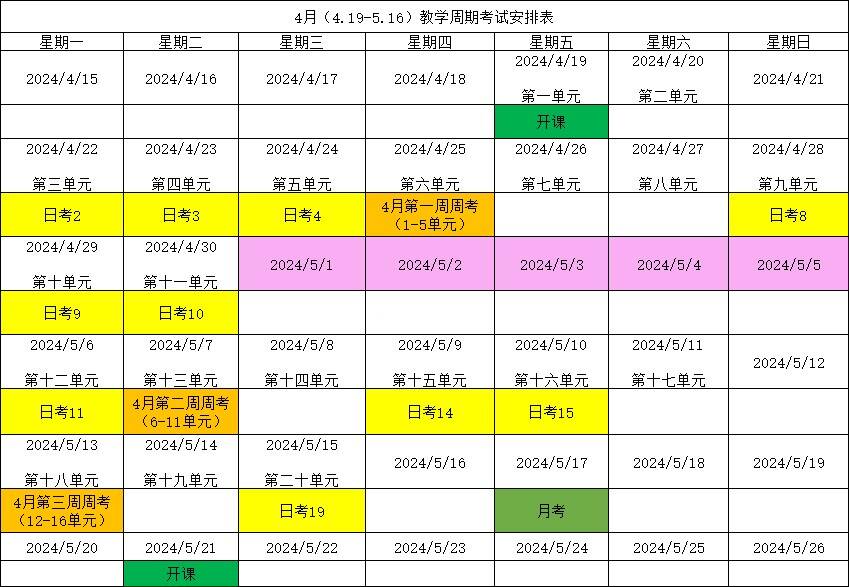 4月（4.19-5.16）教学周期考试安排表
星期一 星期二 星期三 星期四 星期五 星期六 星期日
2024/4/15 2024/4/16 2024/4/17 2024/4/18 2024/4/19 2024/4/20 2024/4/21
第一单元 第二单元
开课
2024/4/22 2024/4/23 2024/4/24 2024/4/25 2024/4/26 2024/4/27 2024/4/28
第三单元 第四单元 第五单元 第六单元 第七单元 第八单元 第九单元
日考2 日考3 日考4 4月第一周周考 日考8
（1-5单元）
2024/4/29 2024/4/30 2024/5/1 2024/5/2 2024/5/3 2024/5/4 2024/5/5
第十单元 第十一单元
日考9 日考10
2024/5/6 2024/5/7 2024/5/8 2024/5/9 2024/5/10 2024/5/11 2024/5/12
第十二单元 第十三单元 第十四单元 第十五单元 第十六单元 第十七单元
日考11 4月第二周周考 日考14 日考15
（6-11单元）
2024/5/13 2024/5/14 2024/5/15 2024/5/16 2024/5/17 2024/5/18 2024/5/19
第十八单元 第十九单元 第二十单元
4月第三周周考 日考19 月考
（12-16单元）
2024/5/20 2024/5/21 2024/5/22 2024/5/23 2024/5/24 2024/5/25 2024/5/26
开课